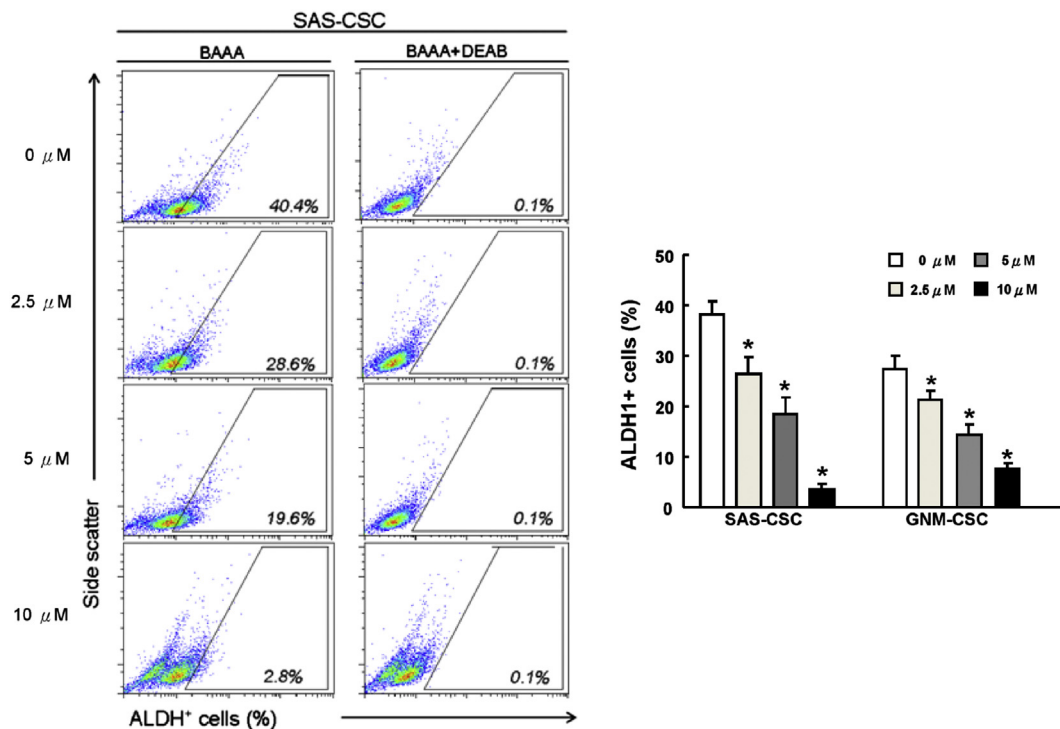 SAS-CSC
BAAA
BAAA+DEAB
0 μM
40.4%
0.1%
2.5 μM
28.6%
0.1%
5 μM
19.6%
0.1%
10 μM
2.8%
0.1%
Side scatter
ALDH⁺ cells (%)
50
40
30
20
10
0
ALDH1+ cells (%)
0 μM
5 μM
2.5 μM
10 μM
* * *
* * *
SAS-CSC
GNM-CSC